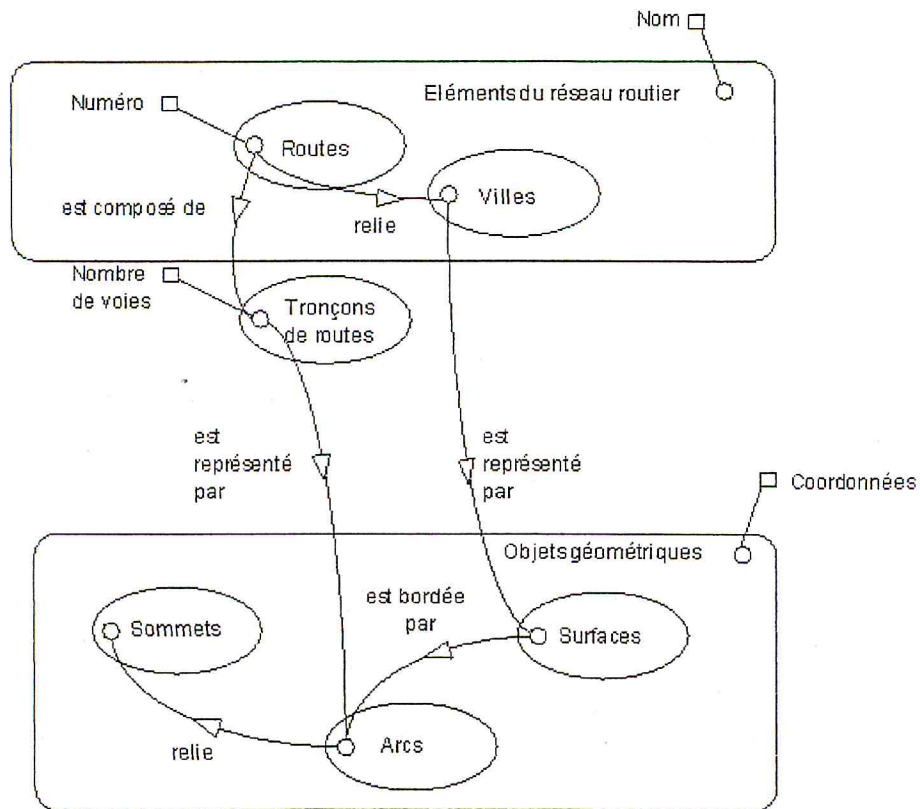 Nom
Eléments du réseau routier
Numéro
Routes
Villes
est composé de
relie
Nombre
de voies
Tronçons
de routes
est
représenté
par
est
représenté
par
Coordonnées
Objets géométriques
est bordée
par
Sommets
Surfaces
relie
Arcs